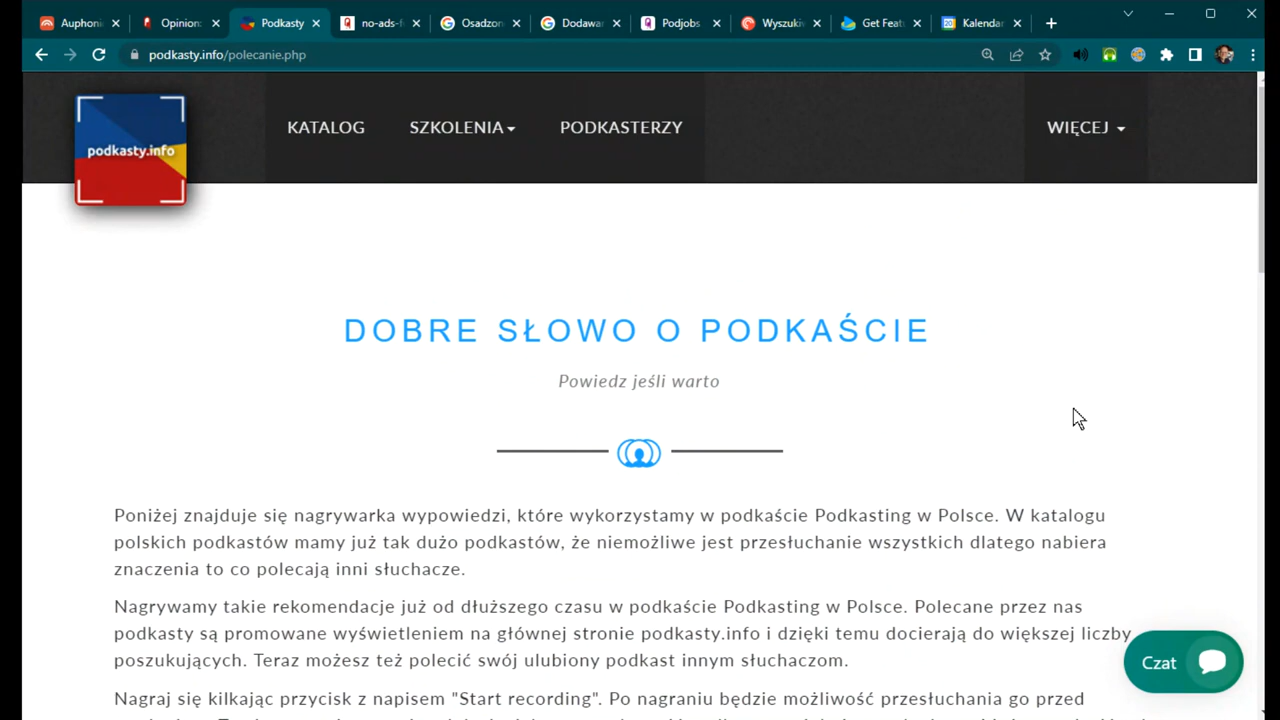 Auphoni
Opinion:
Podkasty
no-ads-f
Osadzon
Dodawan
Podjobs
Wyszuki
Get Feat
Kalendar
podkasty.info/polecanie.php
podkasty.info
KATALOG
SZKOLENIA
PODKASTERZY
WIĘCEJ
DOBRE SŁOWO O PODKAŚCIE
Powiedz jeśli warto
Poniżej znajduje się nagrywarka wypowiedzi, które wykorzystamy w podkaście Podkasting w Polsce. W katalogu
polskich podkastów mamy już tak dużo podkastów, że niemożliwe jest przesłuchanie wszystkich dlatego nabiera
znaczenia to co polecają inni słuchacze.
Nagrywamy takie rekomendacje już od dłuższego czasu w podkaście Podkasting w Polsce. Polecane przez nas
podkasty są promowane wyświetleniem na głównej stronie podkasty.info i dzięki temu docierają do większej liczby
poszukujących. Teraz możesz też polecić swój ulubiony podkast innym słuchaczom.
Czat
Nagraj się kilkając przycisk z napisem "Start recording". Po nagraniu będzie możliwość przesłuchania go przed